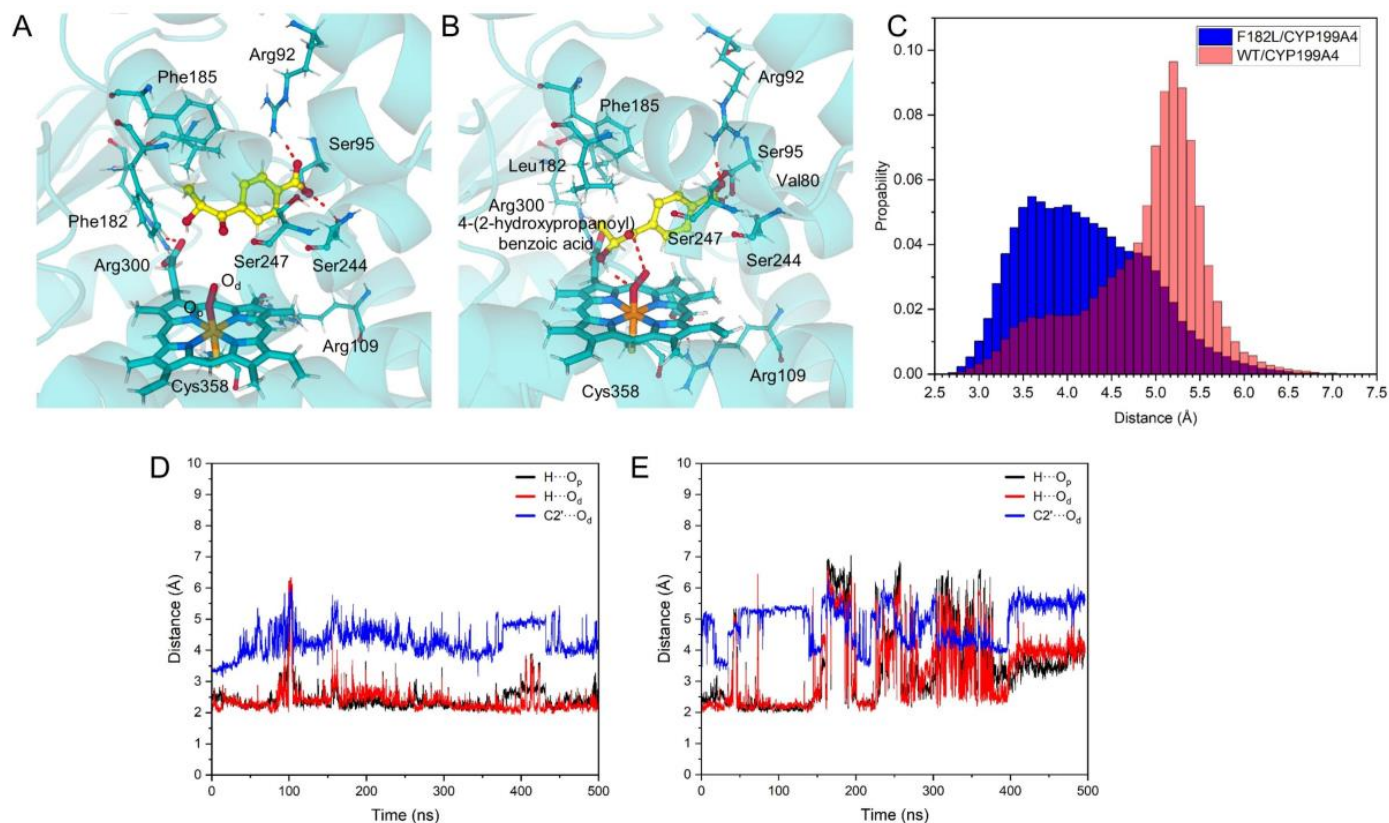 A
Arg92
Phe185
Ser95
Phe182
Arg300
Ser247
Ser244
Od
Op
Arg109
Cys358
B
Arg92
Phe185
Ser95
Leu182
Val80
Arg300
4-(2-hydroxypropanoyl)
benzoic acid
Ser247
Ser244
Cys358
Arg109
C
F182L/CYP199A4
WT/CYP199A4
Propability
0.10
0.08
0.06
0.04
0.02
0.00
2.5 3.0 3.5 4.0 4.5 5.0 5.5 6.0 6.5 7.0 7.5
Distance (Å)
D
H···Op
H···Od
C2'···Od
Distance (Å)
10
9
8
7
6
5
4
3
2
1
0
0 100 200 300 400 500
Time (ns)
E
H···Op
H···Od
C2'···Od
Distance (Å)
10
9
8
7
6
5
4
3
2
1
0
0 100 200 300 400 500
Time (ns)